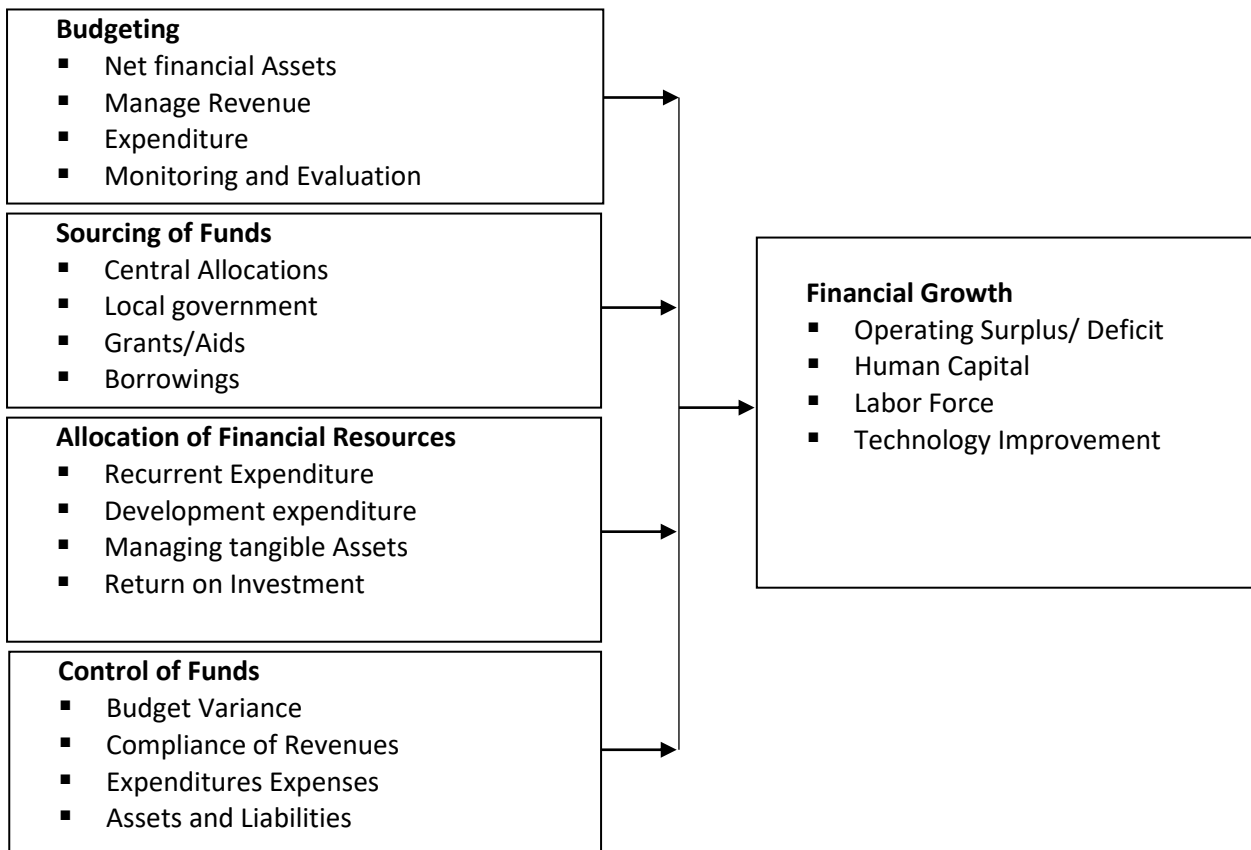 Budgeting
▪ Net financial Assets
▪ Manage Revenue
▪ Expenditure
▪ Monitoring and Evaluation
Sourcing of Funds
▪ Central Allocations
▪ Local government
▪ Grants/Aids
▪ Borrowings
Allocation of Financial Resources
▪ Recurrent Expenditure
▪ Development expenditure
▪ Managing tangible Assets
▪ Return on Investment
Control of Funds
▪ Budget Variance
▪ Compliance of Revenues
▪ Expenditures Expenses
▪ Assets and Liabilities
Financial Growth
▪ Operating Surplus/ Deficit
▪ Human Capital
▪ Labor Force
▪ Technology Improvement